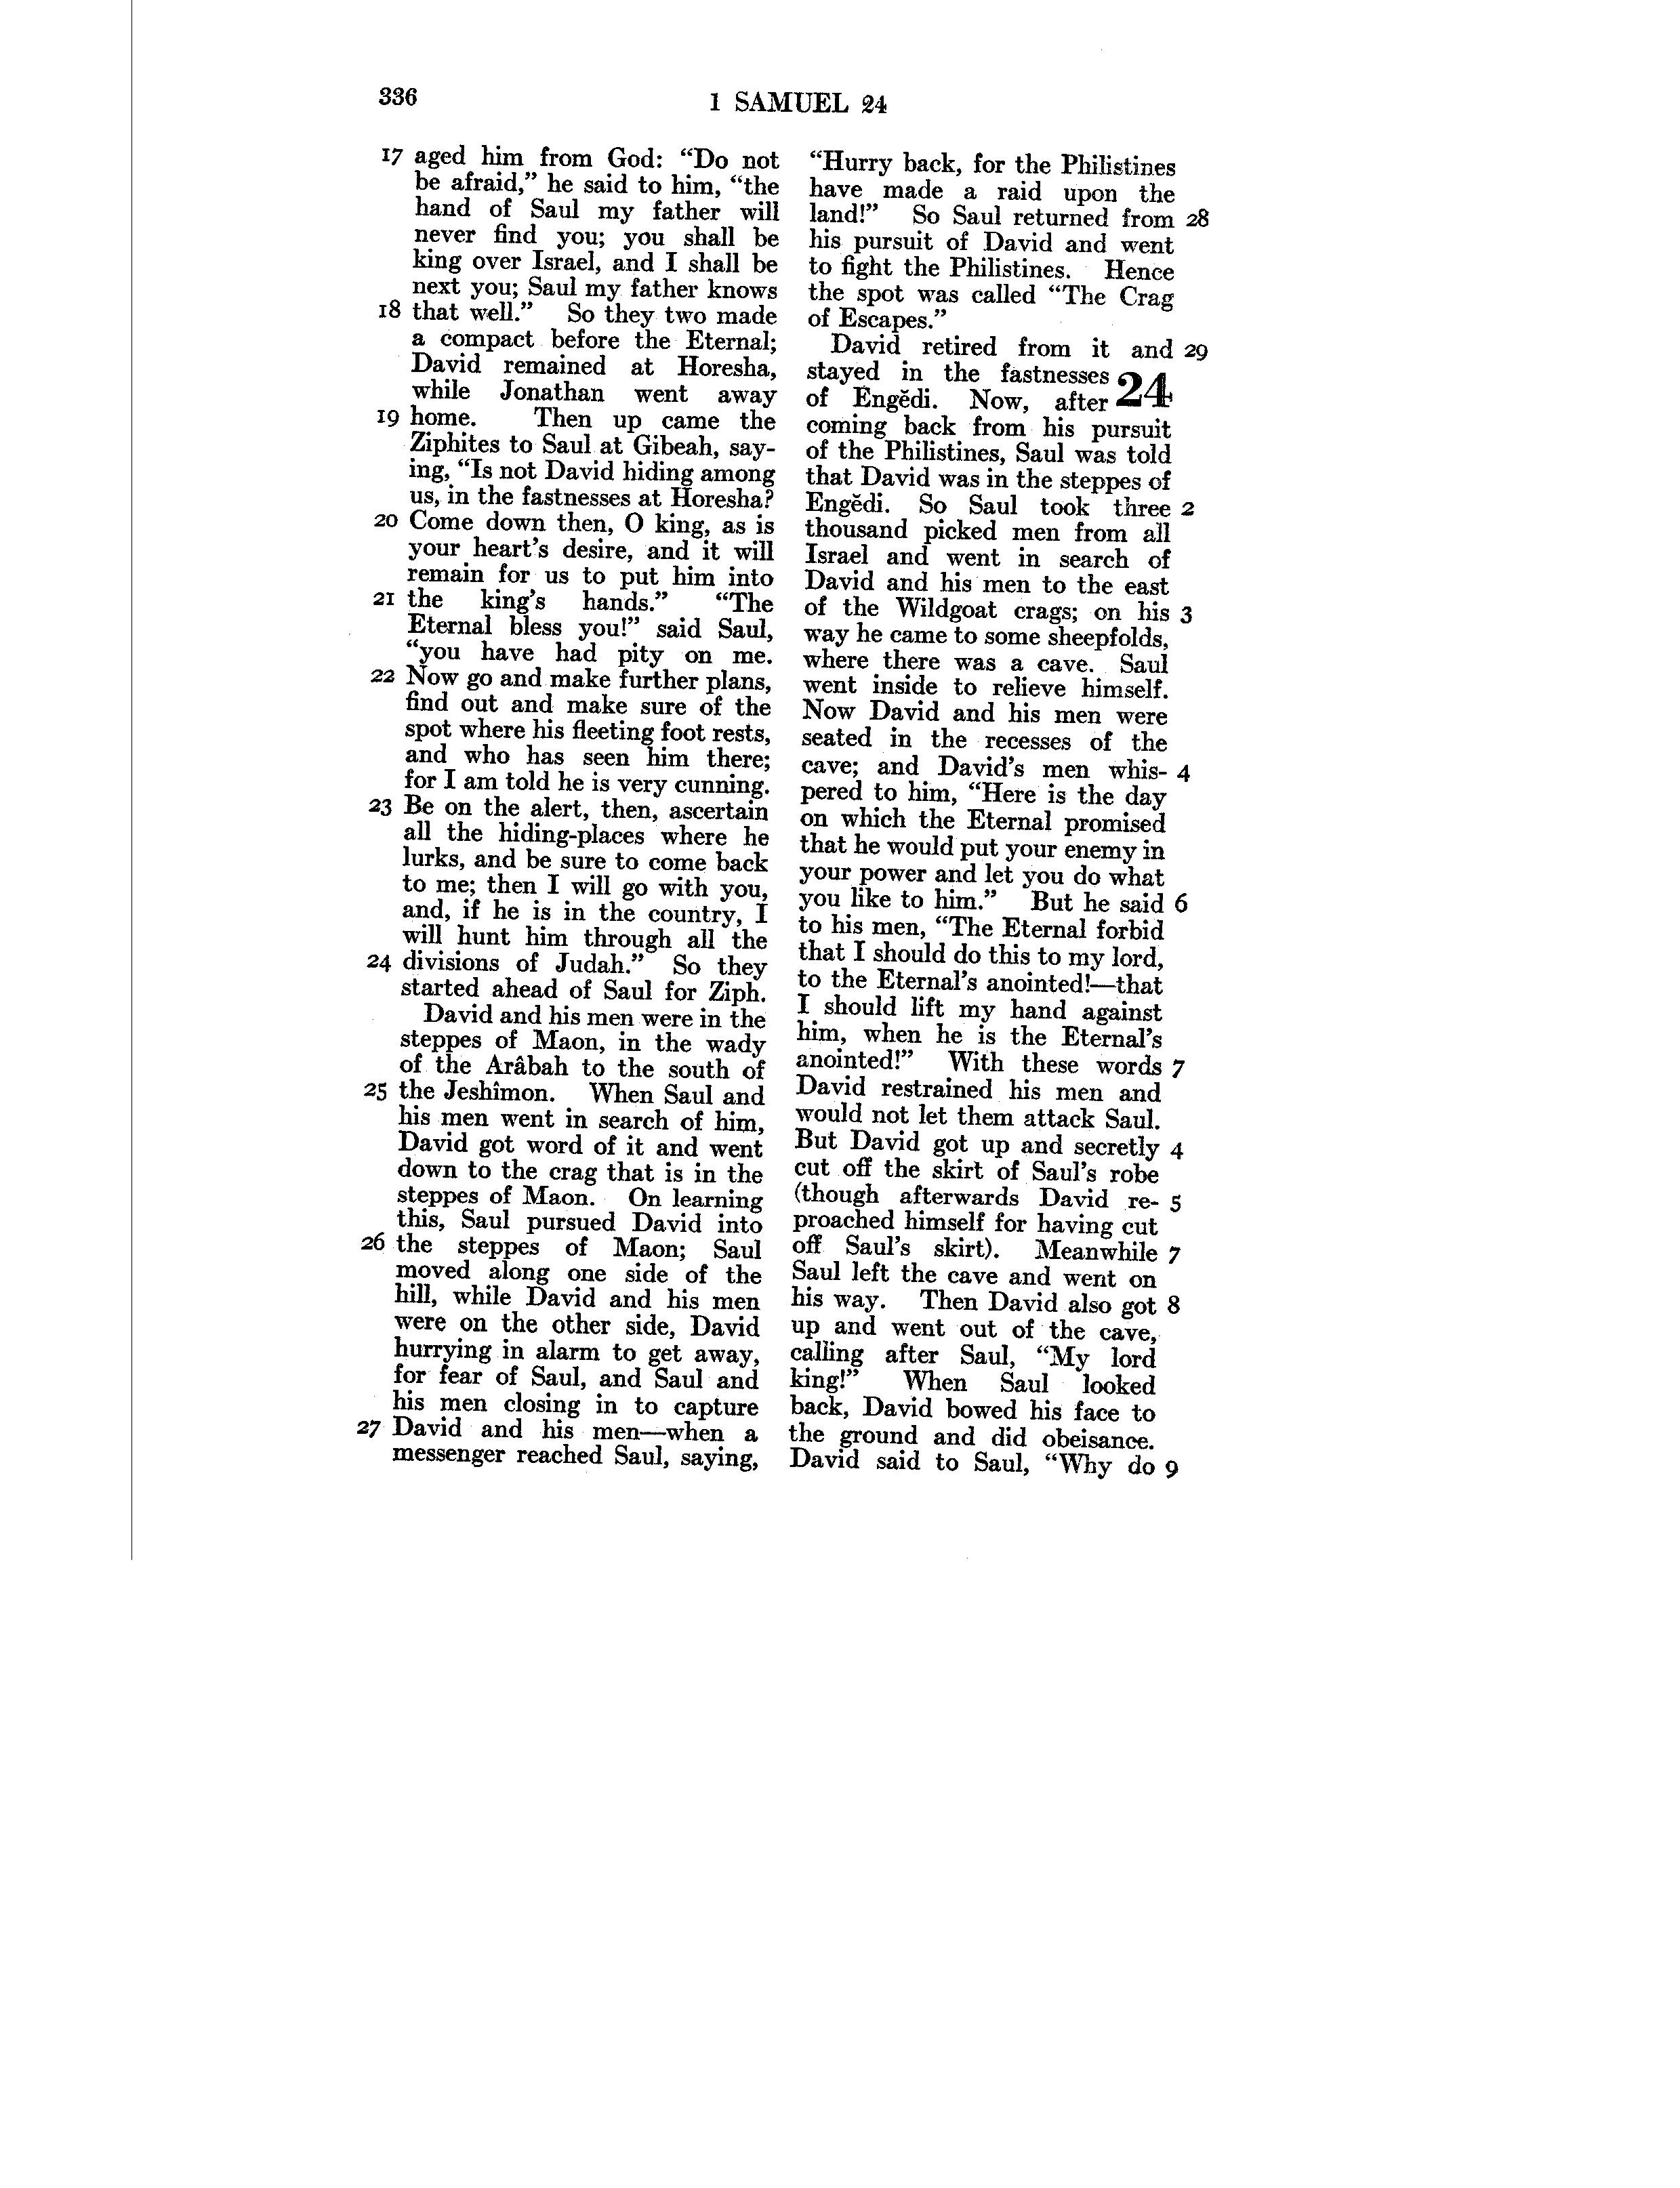 336
1 SAMUEL 24
17 aged him from God: “Do not
be afraid,” he said to him, “the
hand of Saul my father will
never find you; you shall be
king over Israel, and I shall be
next you; Saul my father knows
18 that well.” So they two made
a compact before the Eternal;
David remained at Horesha,
while Jonathan went away
19 home. Then up came the
Ziphites to Saul at Gibeah, say-
ing, “Is not David hiding among
us, in the fastnesses at Horesha?
20 Come down then, O king, as is
your heart’s desire, and it will
remain for us to put him into
21 the king’s hands.” “The
Eternal bless you!” said Saul,
“you have had pity on me.
22 Now go and make further plans,
find out and make sure of the
spot where his fleeting foot rests,
and who has seen him there;
for I am told he is very cunning.
23 Be on the alert, then, ascertain
all the hiding-places where he
lurks, and be sure to come back
to me; then I will go with you,
and, if he is in the country, I
will hunt him through all the
24 divisions of Judah.” So they
started ahead of Saul for Ziph.
David and his men were in the
steppes of Maon, in the wady
of the Arâbah to the south of
25 the Jeshîmon. When Saul and
his men went in search of him,
David got word of it and went
down to the crag that is in the
steppes of Maon. On learning
this, Saul pursued David into
26 the steppes of Maon; Saul
moved along one side of the
hill, while David and his men
were on the other side, David
hurrying in alarm to get away,
for fear of Saul, and Saul and
his men closing in to capture
27 David and his men—when a
messenger reached Saul, saying,
“Hurry back, for the Philistines
have made a raid upon the
land!” So Saul returned from 28
his pursuit of David and went
to fight the Philistines. Hence
the spot was called “The Crag
of Escapes.”
David retired from it and 29
stayed in the fastnesses 24
of Engĕdi. Now, after
coming back from his pursuit
of the Philistines, Saul was told
that David was in the steppes of
Engĕdi. So Saul took three 2
thousand picked men from all
Israel and went in search of
David and his men to the east
of the Wildgoat crags; on his 3
way he came to some sheepfolds,
where there was a cave. Saul
went inside to relieve himself.
Now David and his men were
seated in the recesses of the
cave; and David’s men whis- 4
pered to him, “Here is the day
on which the Eternal promised
that he would put your enemy in
your power and let you do what
you like to him.” But he said 6
to his men, “The Eternal forbid
that I should do this to my lord,
to the Eternal’s anointed!—that
I should lift my hand against
him, when he is the Eternal’s
anointed!” With these words 7
David restrained his men and
would not let them attack Saul.
But David got up and secretly 4
cut off the skirt of Saul’s robe
(though afterwards David re- 5
proached himself for having cut
off Saul’s skirt). Meanwhile 7
Saul left the cave and went on
his way. Then David also got 8
up and went out of the cave,
calling after Saul, “My lord
king!” When Saul looked
back, David bowed his face to
the ground and did obeisance.
David said to Saul, “Why do 9